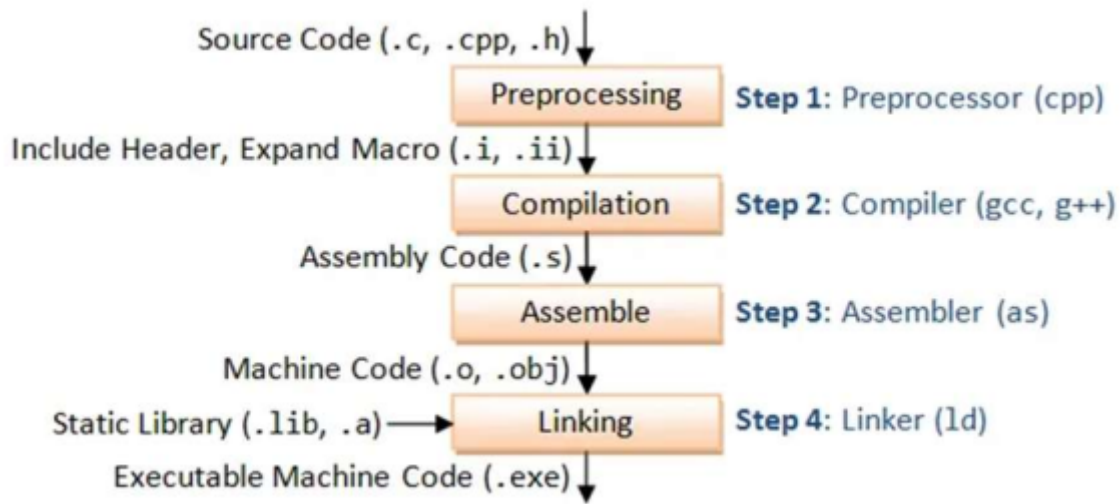 Source Code (.c, .cpp, .h)
Preprocessing
Step 1: Preprocessor (cpp)
Include Header, Expand Macro (.i, .ii)
Compilation
Step 2: Compiler (gcc, g++)
Assembly Code (.s)
Assemble
Step 3: Assembler (as)
Machine Code (.o, .obj)
Static Library (.lib, .a)
Linking
Step 4: Linker (ld)
Executable Machine Code (.exe)